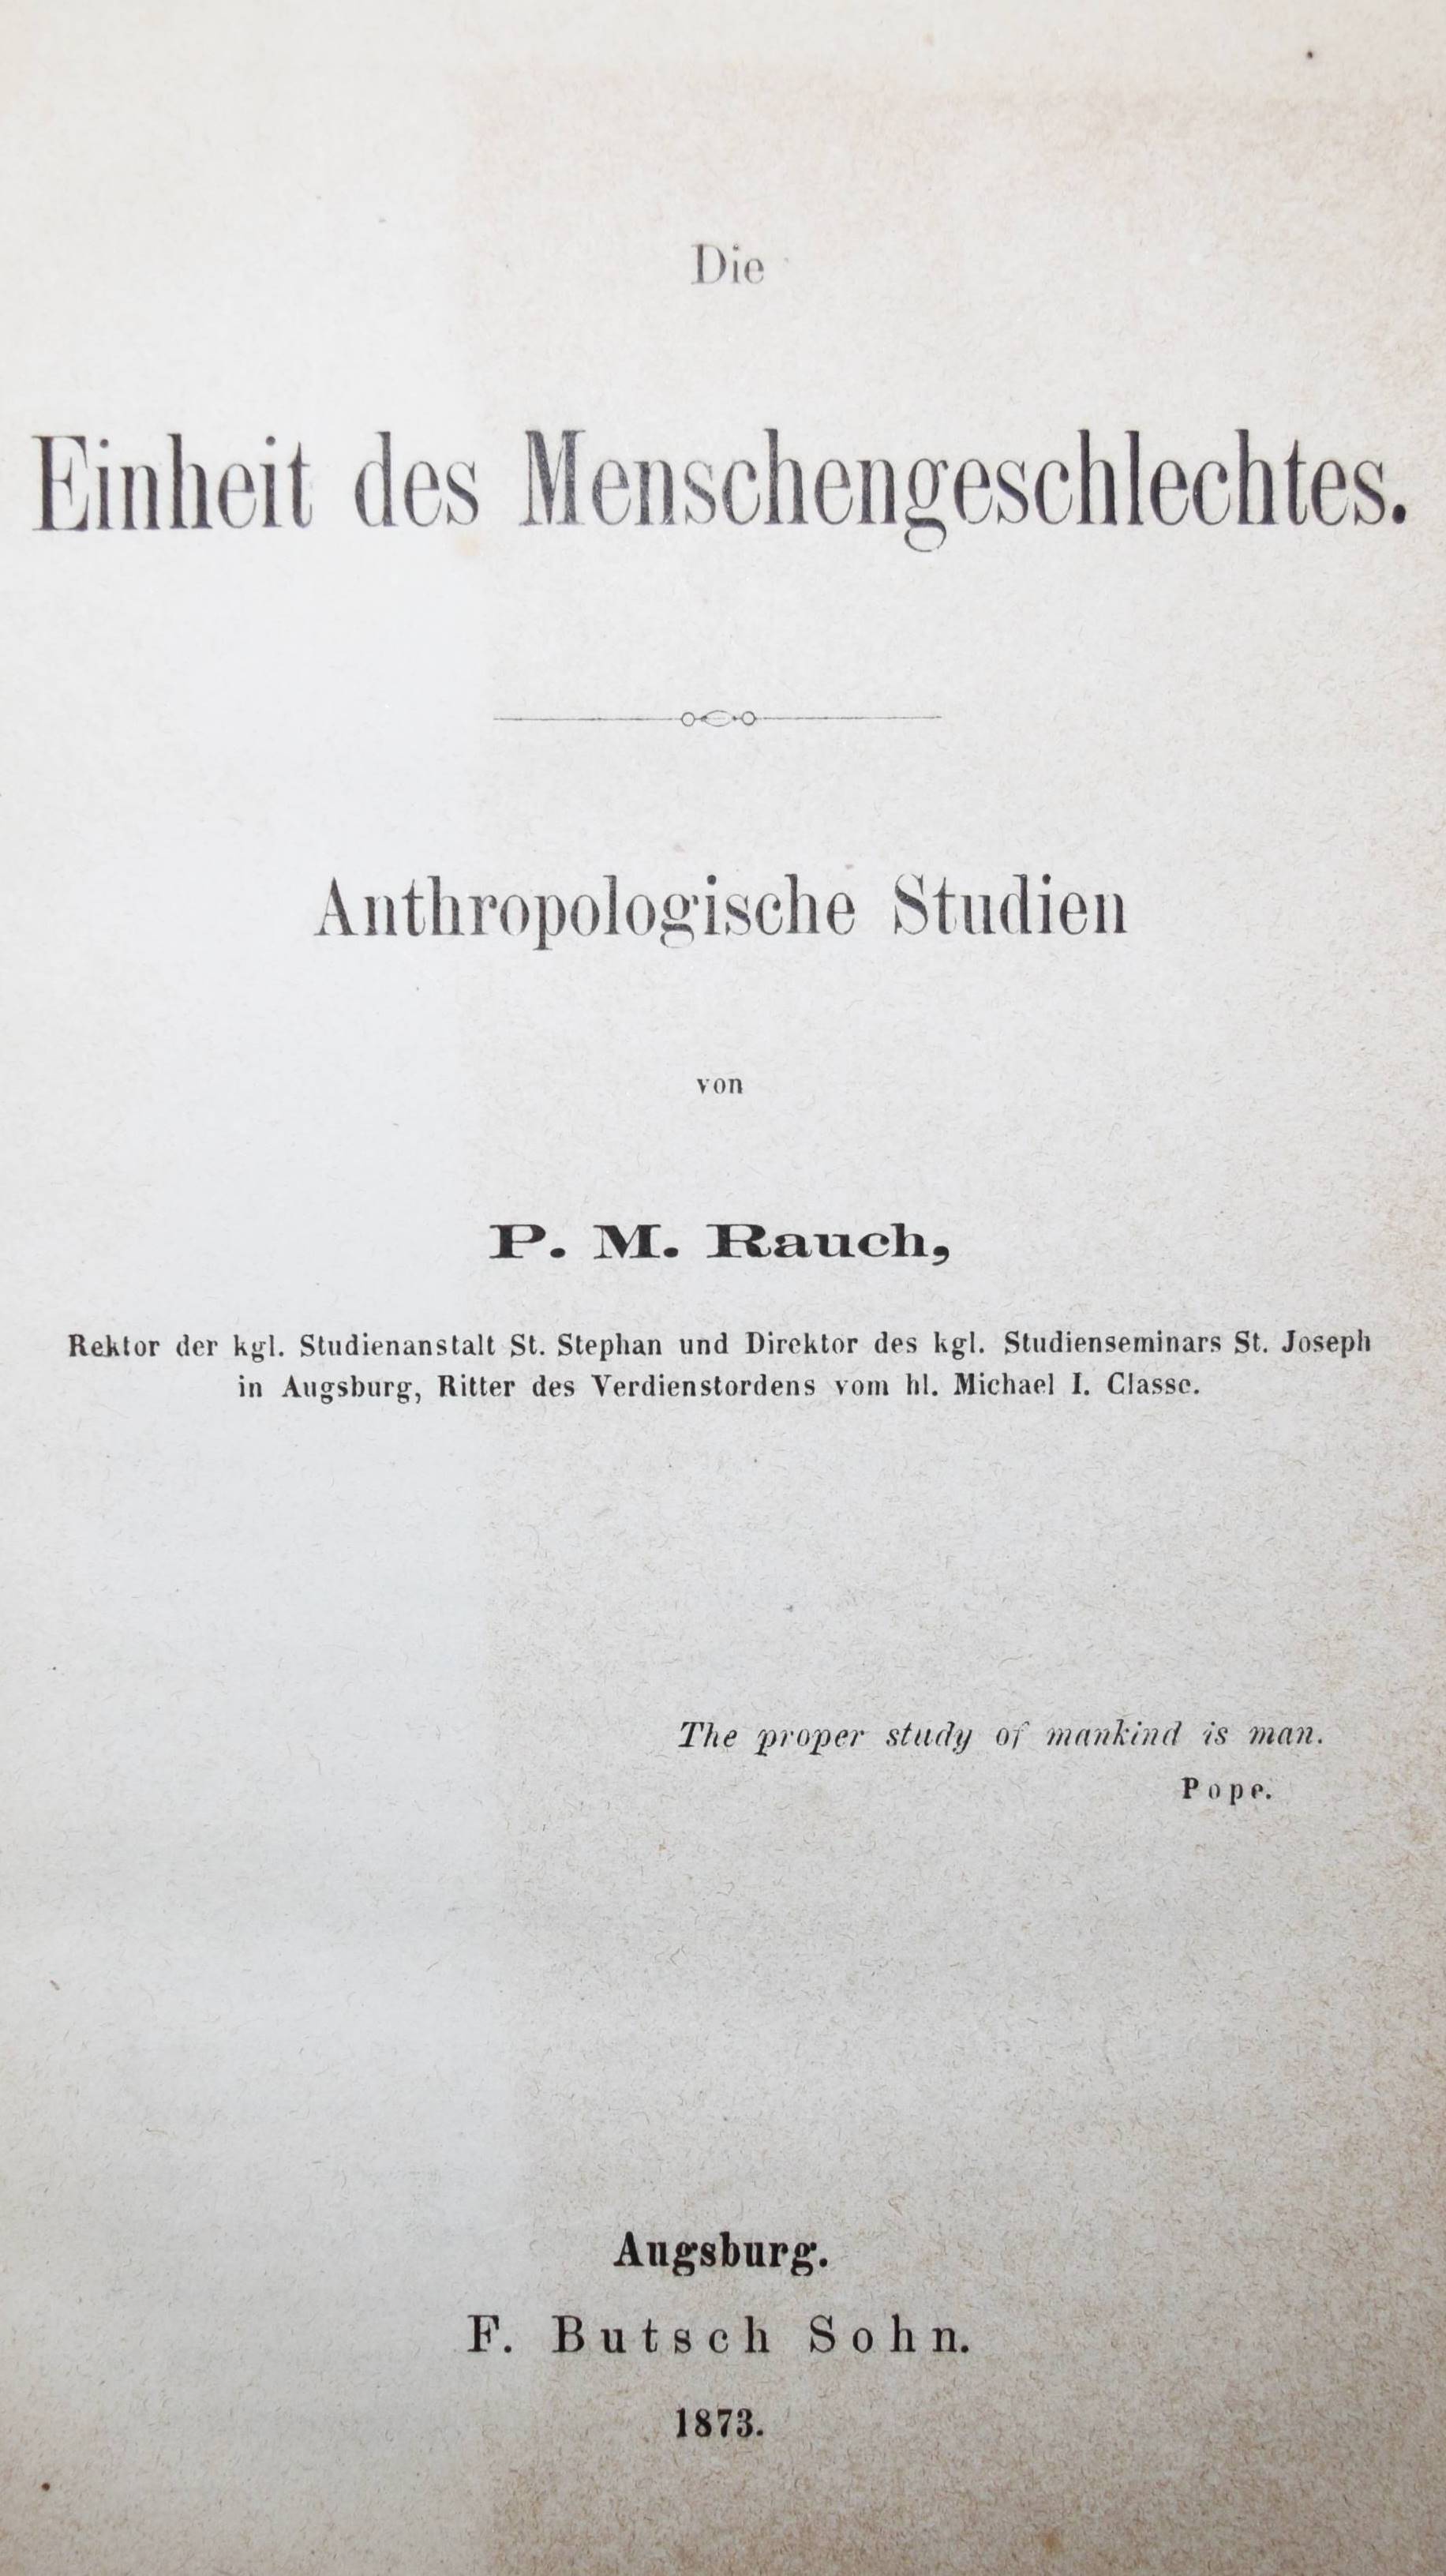 Die
Einheit des Menschengeschlechtes.
Anthropologische Studien
von
P. M. Rauch,
Rektor der kgl. Studienanstalt St. Stephan und Direktor des kgl. Studienseminars St. Joseph
in Augsburg, Ritter des Verdienstordens vom hl. Michael I. Classe.
The proper study of mankind is man.
Pope.
Augsburg.
F. Butsch Sohn.
1873.